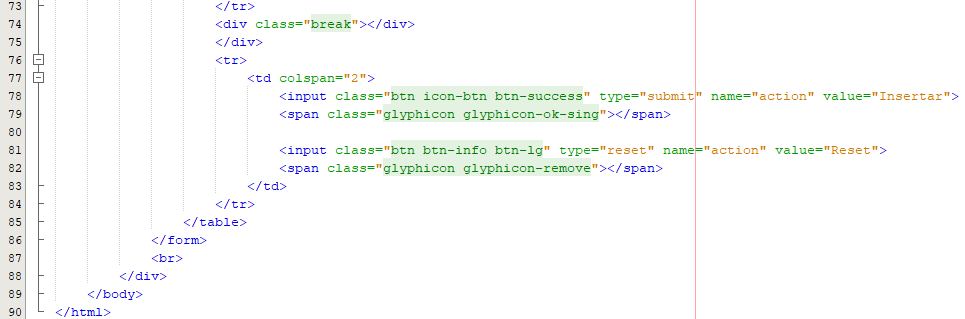 73 </tr>
74 <div class="break"></div>
75 </div>
76 <tr>
77 <td colspan="2">
78 <input class="btn icon-btn btn-success" type="submit" name="action" value="Insertar">
79 <span class="glyphicon glyphicon-ok-sing"></span>
80
81 <input class="btn btn-info btn-lg" type="reset" name="action" value="Reset">
82 <span class="glyphicon glyphicon-remove"></span>
83 </td>
84 </tr>
85 </table>
86 </form>
87 <br>
88 </div>
89 </body>
90 </html>